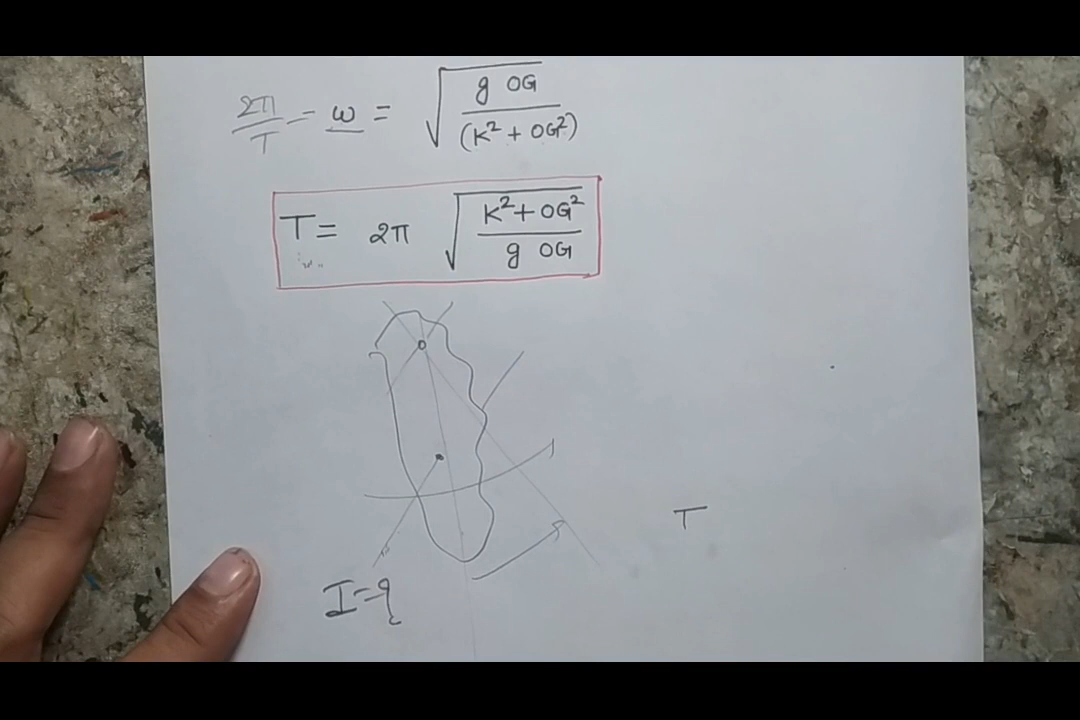 2π/T = ω = √(g OG/(K² + OG²))
T = 2π √(K² + OG²/g OG)
T
I = q